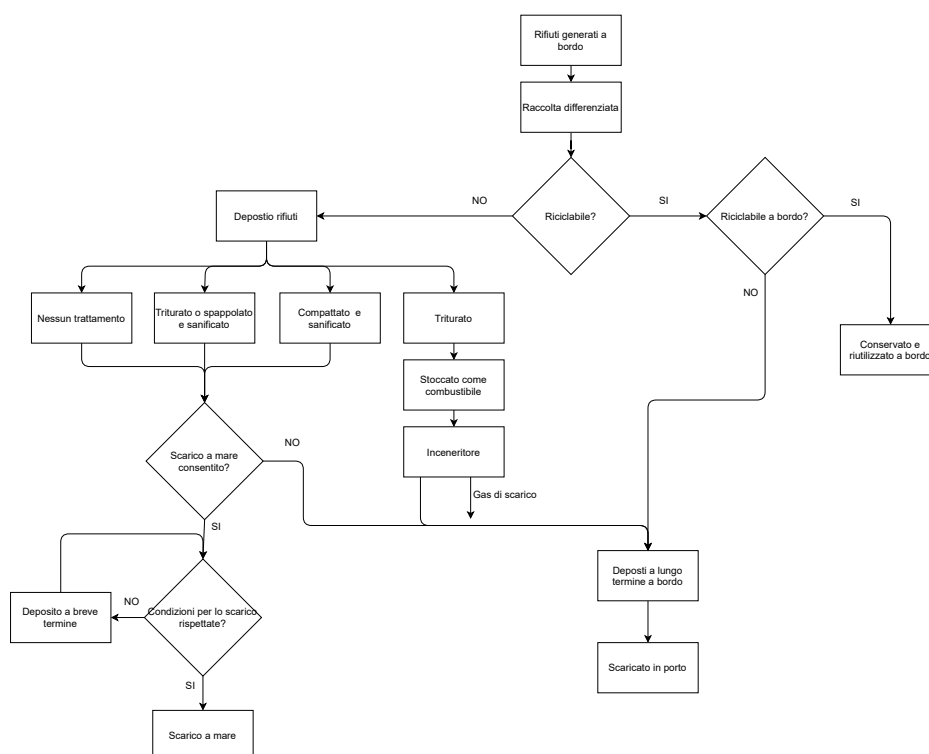 Rifiuti generati a
bordo
Raccolta differenziata
Riciclabile?
NO
SI
Riciclabile a bordo?
SI
NO
Depostio rifiuti
Nessun trattamento
Triturato o spappolato
e sanificato
Compattato e
sanificato
Triturato
Conservato e
riutilizzato a bordo
Stoccato come
combustibile
Scarico a mare
consentito?
NO
SI
Inceneritore
Gas di scarico
Deposti a lungo
termine a bordo
Deposito a breve
termine
NO
Condizioni per lo scarico
rispettate?
SI
Scaricato in porto
Scarico a mare